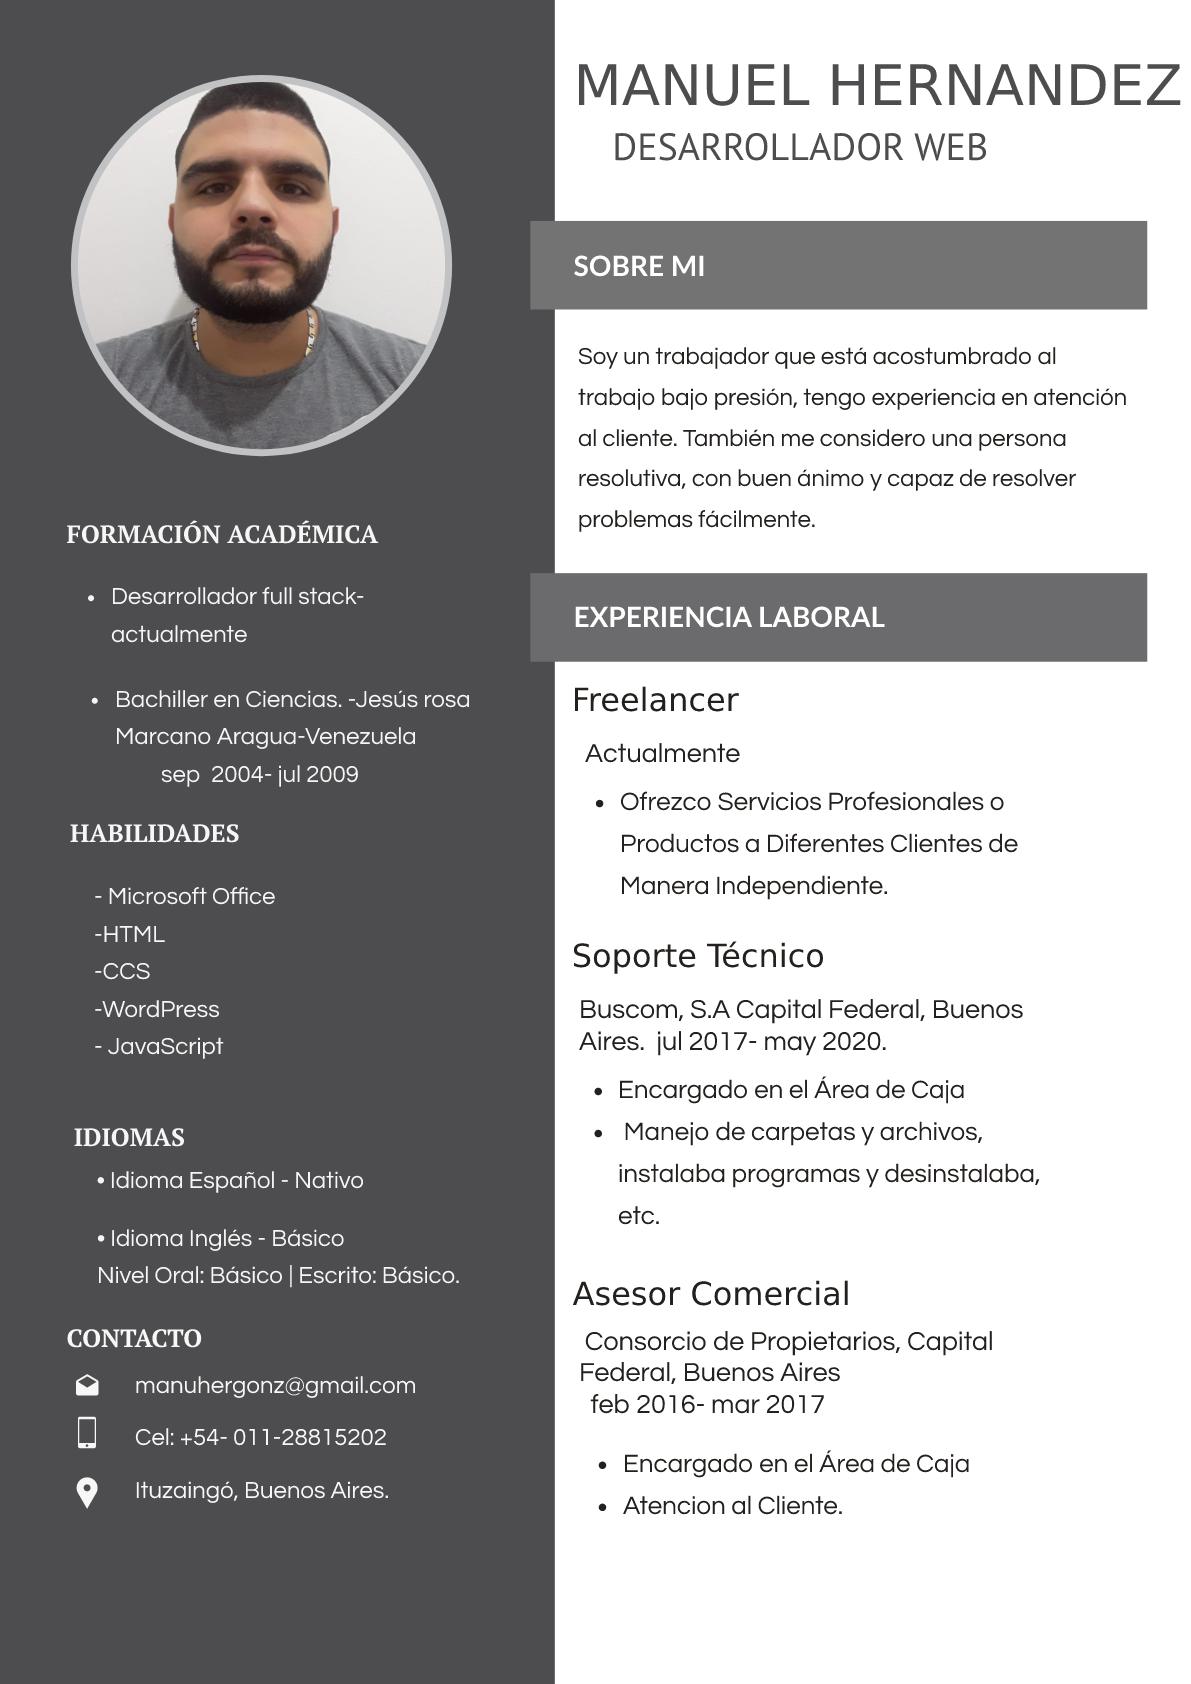 MANUEL HERNANDEZ
DESARROLLADOR WEB
FORMACIÓN ACADÉMICA
• Desarrollador full stack-
actualmente
• Bachiller en Ciencias. -Jesús rosa
Marcano Aragua-Venezuela
sep 2004- jul 2009
HABILIDADES
- Microsoft Office
-HTML
-CCS
-WordPress
- JavaScript
IDIOMAS
• Idioma Español - Nativo
• Idioma Inglés - Básico
Nivel Oral: Básico | Escrito: Básico.
CONTACTO
manuhergonz@gmail.com
Cel: +54- 011-28815202
Ituzaingó, Buenos Aires.
SOBRE MI
Soy un trabajador que está acostumbrado al
trabajo bajo presión, tengo experiencia en atención
al cliente. También me considero una persona
resolutiva, con buen ánimo y capaz de resolver
problemas fácilmente.
EXPERIENCIA LABORAL
Freelancer
Actualmente
• Ofrezco Servicios Profesionales o
Productos a Diferentes Clientes de
Manera Independiente.
Soporte Técnico
Buscom, S.A Capital Federal, Buenos
Aires. jul 2017- may 2020.
• Encargado en el Área de Caja
• Manejo de carpetas y archivos,
instalaba programas y desinstalaba,
etc.
Asesor Comercial
Consorcio de Propietarios, Capital
Federal, Buenos Aires
feb 2016- mar 2017
• Encargado en el Área de Caja
• Atencion al Cliente.